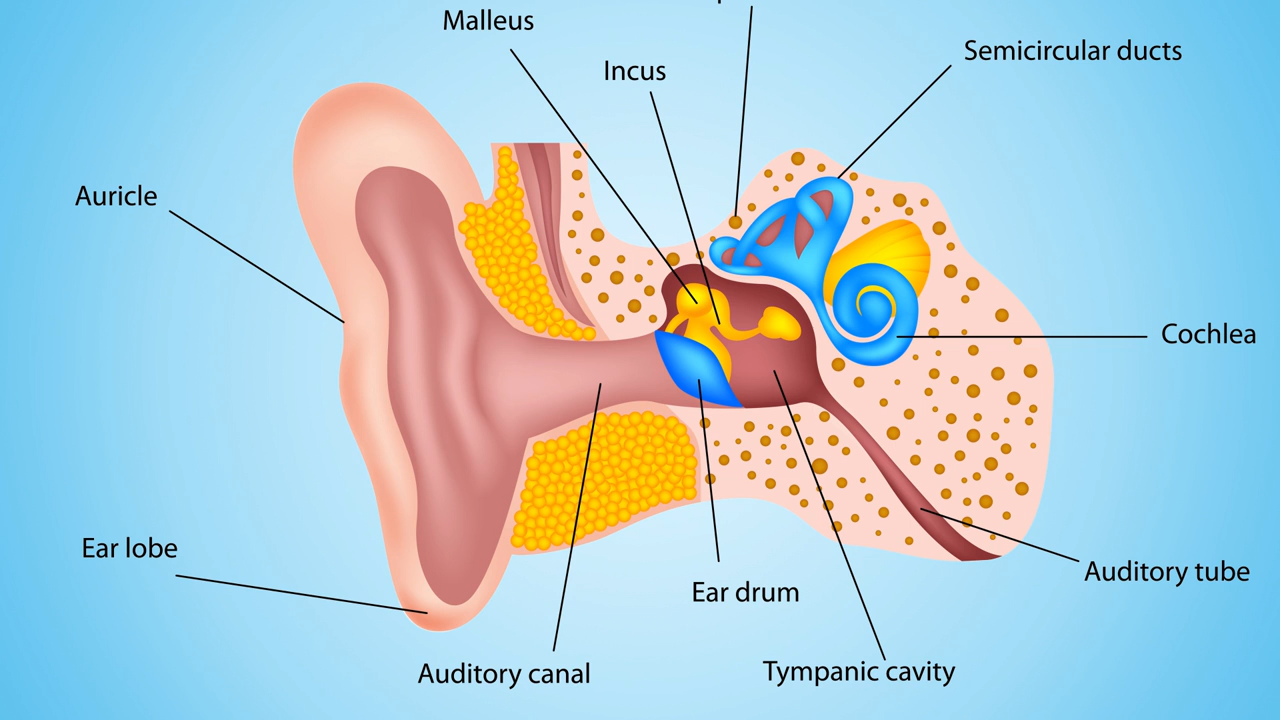 Malleus
Semicircular ducts
Incus
Auricle
Cochlea
Ear lobe
Auditory tube
Ear drum
Auditory canal
Tympanic cavity